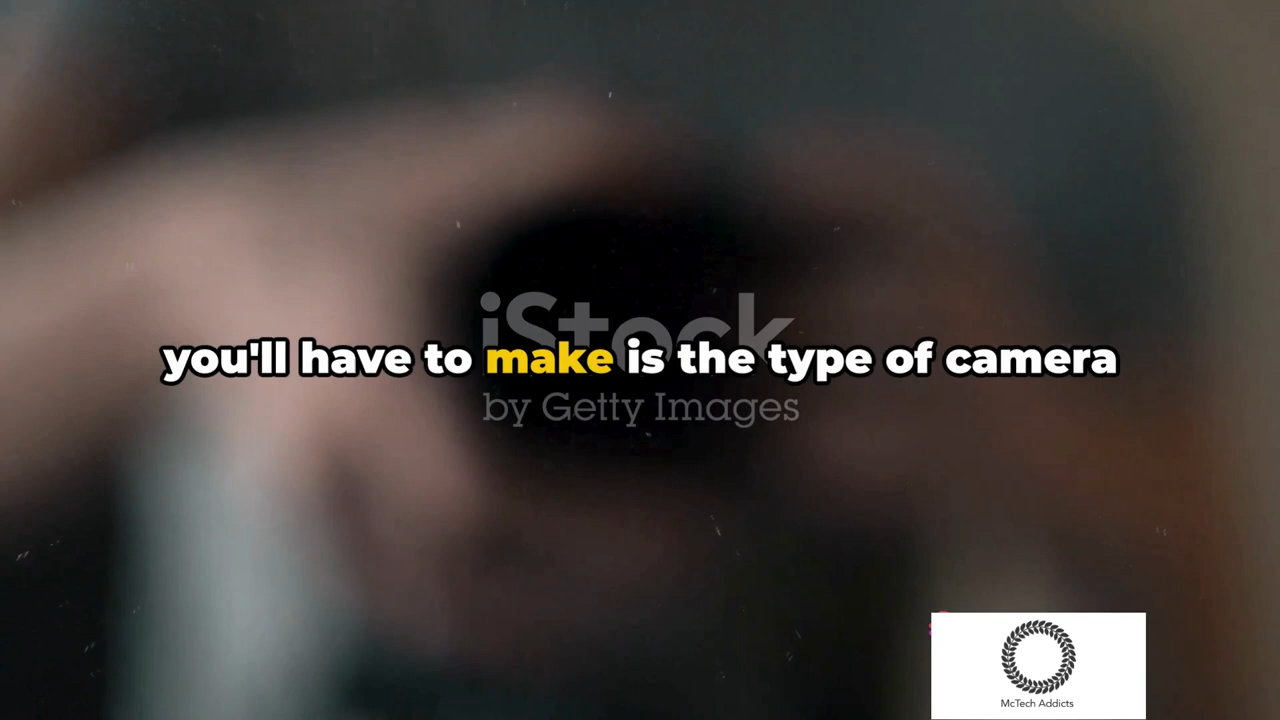 iStock
you'll have to make is the type of camera
by Getty Images
McTech Addicts